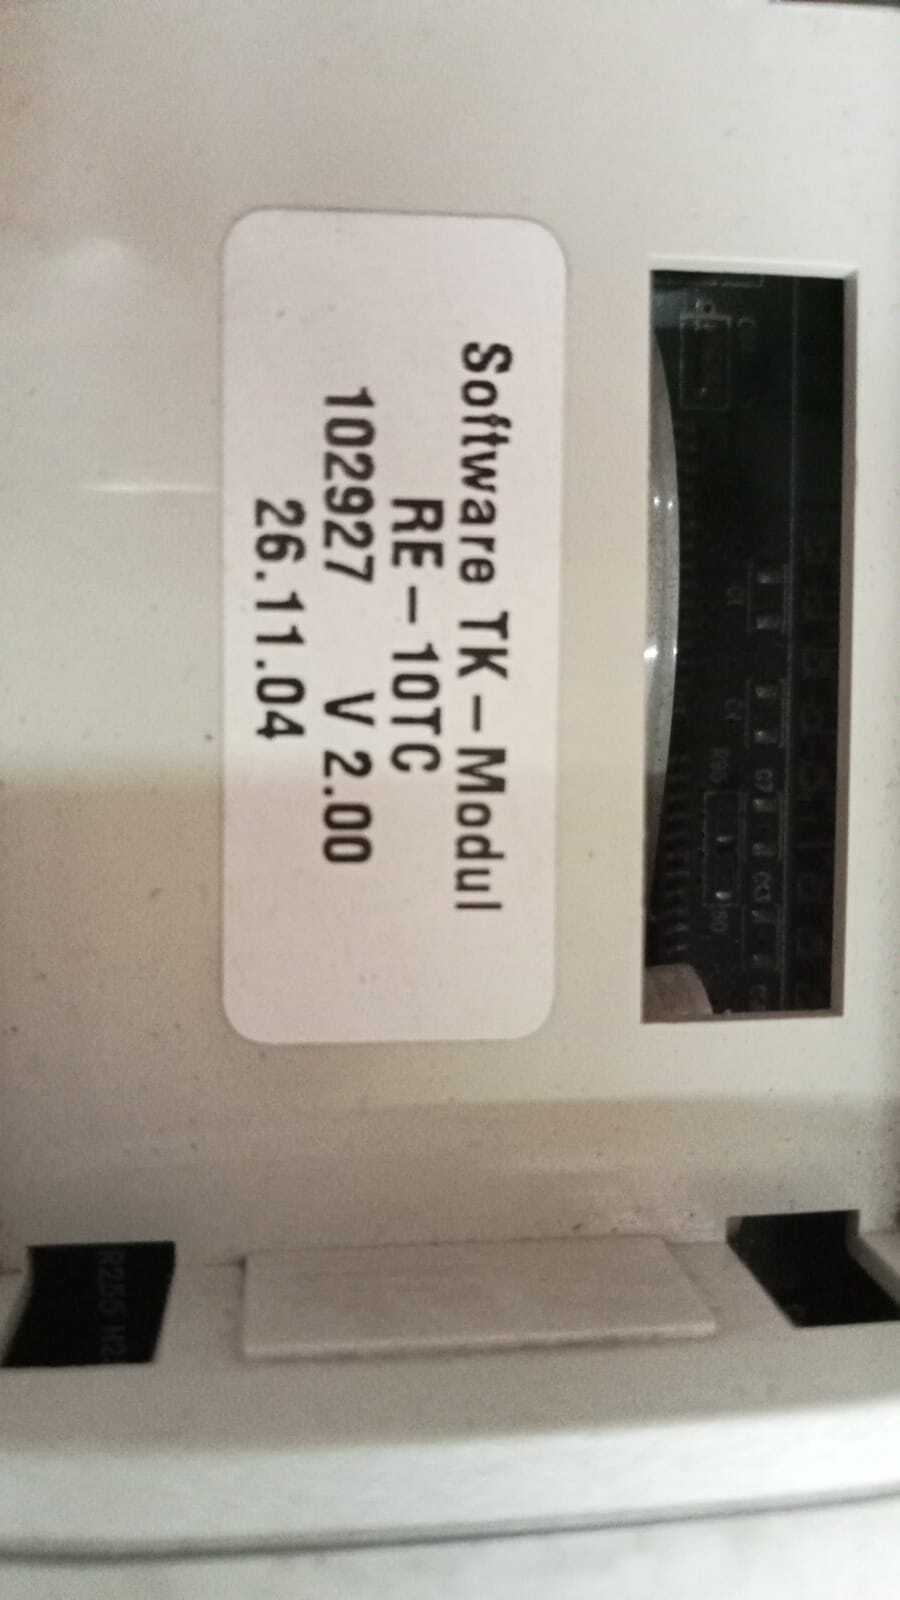 Software TK-Modul
RE-10TC
102927 V 2.00
26.11.04